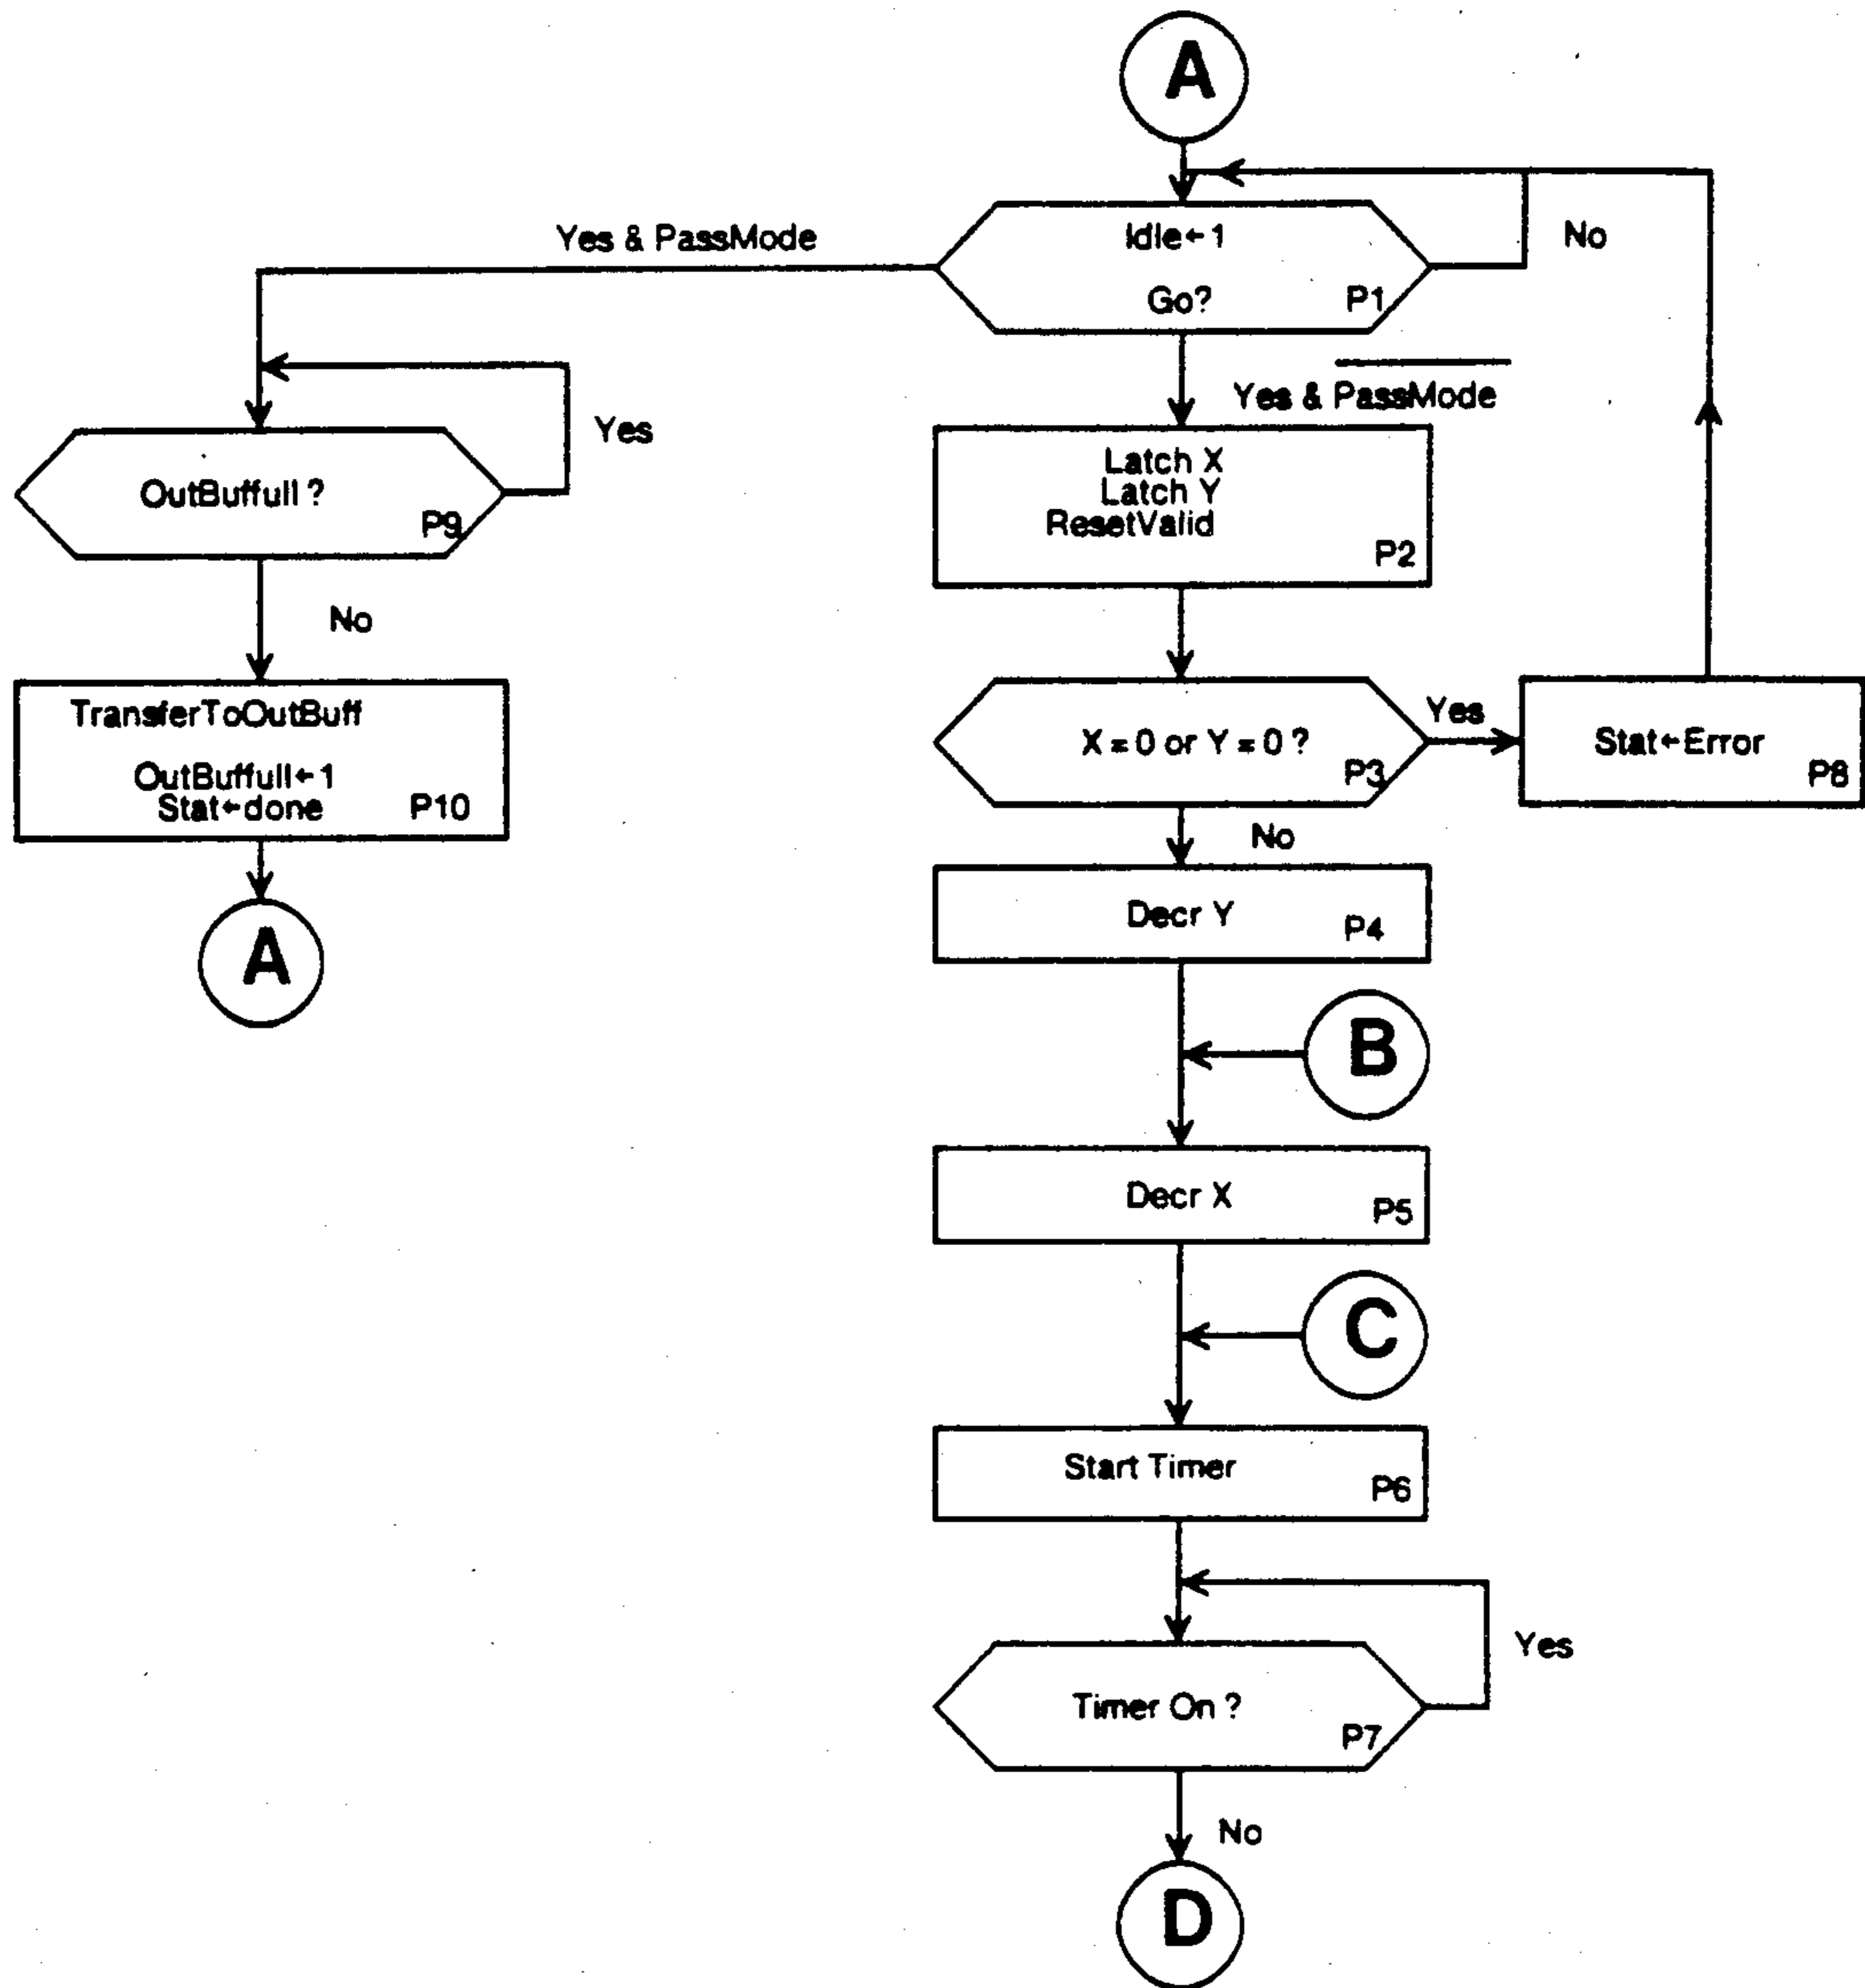 A
Idle←1
Go?
P1
No
Yes & PassMode
Yes & P̅a̅s̅s̅M̅o̅d̅e̅
OutBuffull ?
P9
Yes
No
TransferToOutBuff
OutBuffull←1
Stat←done
P10
A
Latch X
Latch Y
ResetValid
P2
X = 0 or Y = 0 ?
P3
Yes
Stat←Error
P8
No
Decr Y
P4
B
Decr X
P5
C
Start Timer
P6
Timer On ?
P7
Yes
No
D